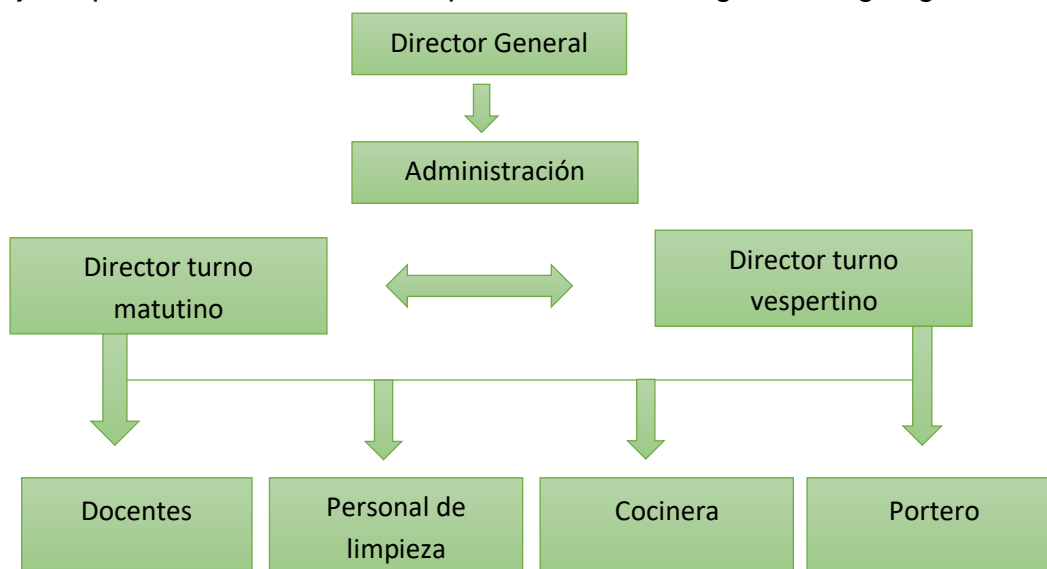 Director General
Administración
Director turno
matutino
Director turno
vespertino
Docentes
Personal de
limpieza
Cocinera
Portero